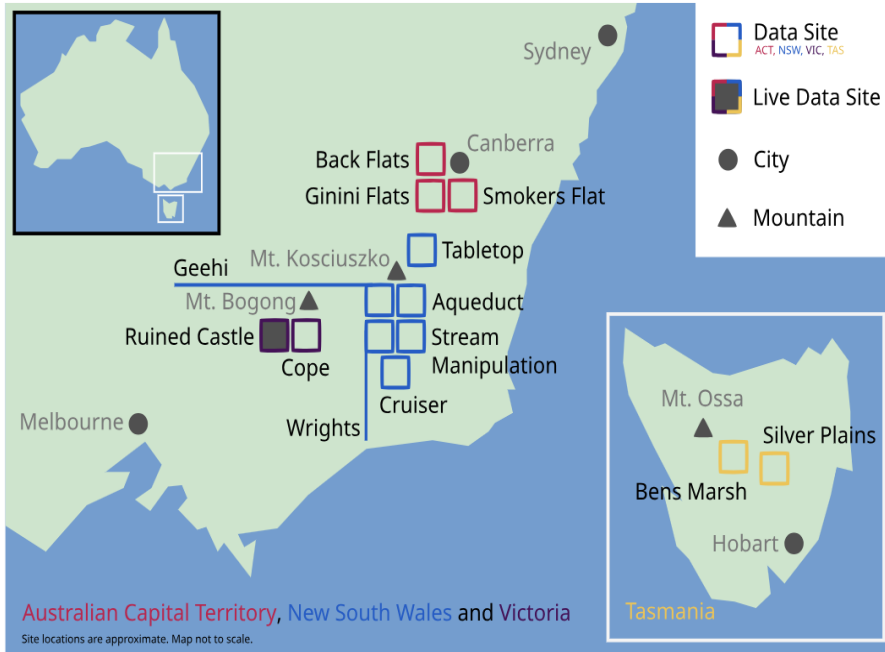 Sydney
Data Site
ACT, NSW, VIC, TAS
Live Data Site
City
Mountain
Canberra
Back Flats
Ginini Flats
Smokers Flat
Tabletop
Mt. Kosciuszko
Geehi
Mt. Bogong
Aqueduct
Ruined Castle
Stream
Manipulation
Cope
Cruiser
Wrights
Melbourne
Mt. Ossa
Silver Plains
Bens Marsh
Hobart
Tasmania
Australian Capital Territory, New South Wales and Victoria
Site locations are approximate. Map not to scale.